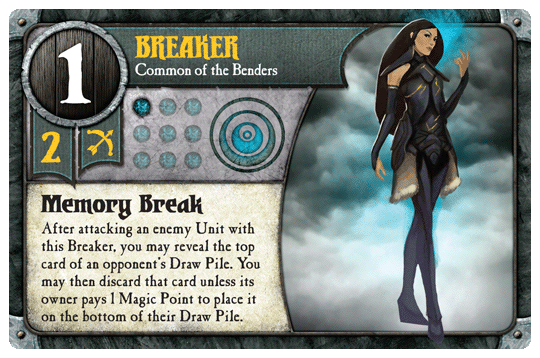 1
BREAKER
Common of the Benders
2
Memory Break
After attacking an enemy Unit with
this Breaker, you may reveal the top
card of an opponent's Draw Pile. You
may then discard that card unless its
owner pays 1 Magic Point to place it
on the bottom of their Draw Pile.